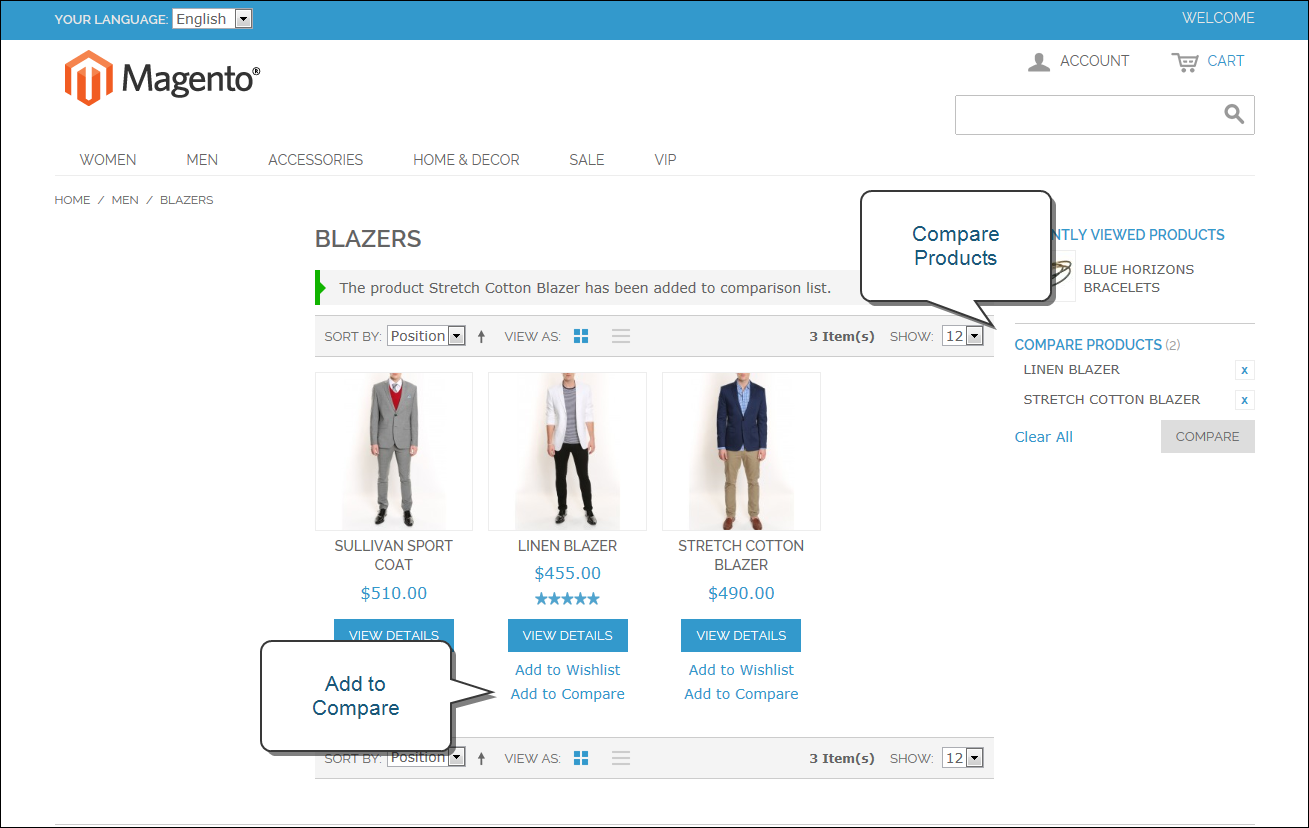 YOUR LANGUAGE: English
WELCOME
Magento®
ACCOUNT
CART
WOMEN
MEN
ACCESSORIES
HOME & DECOR
SALE
VIP
HOME / MEN / BLAZERS
BLAZERS
The product Stretch Cotton Blazer has been added to comparison list.
SORT BY: Position
VIEW AS:
3 Item(s)
SHOW: 12
SULLIVAN SPORT
COAT
$510.00
VIEW DETAILS
LINEN BLAZER
$455.00
VIEW DETAILS
Add to Wishlist
Add to Compare
STRETCH COTTON
BLAZER
$490.00
VIEW DETAILS
Add to Wishlist
Add to Compare
Add to
Compare
SORT BY: Position
VIEW AS:
3 Item(s)
SHOW: 12
Compare
Products
NTLY VIEWED PRODUCTS
BLUE HORIZONS
BRACELETS
COMPARE PRODUCTS (2)
LINEN BLAZER
x
STRETCH COTTON BLAZER
x
Clear All
COMPARE